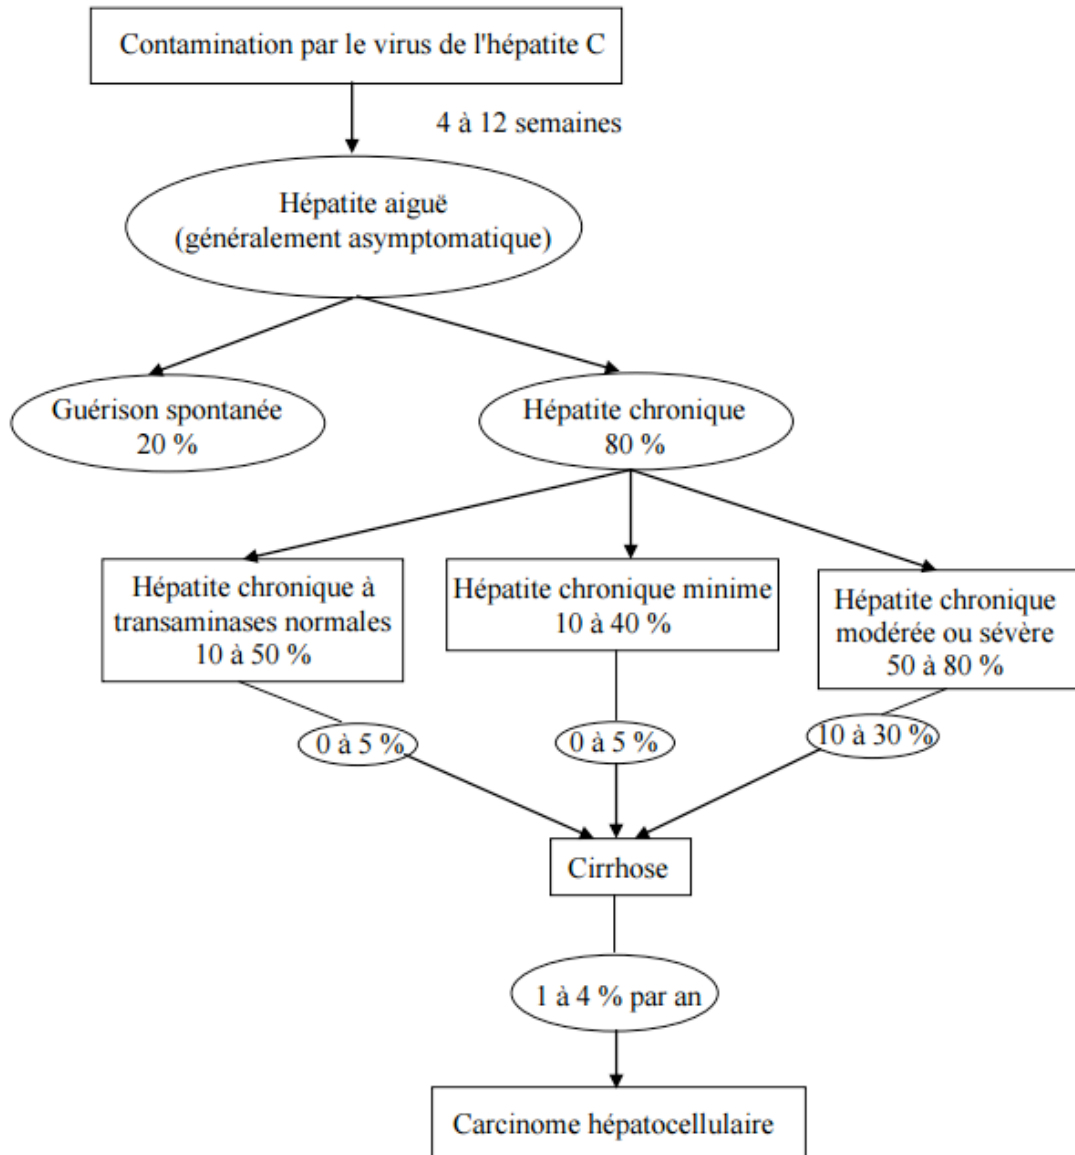 Contamination par le virus de l'hépatite C
4 à 12 semaines
Hépatite aiguë
(généralement asymptomatique)
Guérison spontanée
20 %
Hépatite chronique
80 %
Hépatite chronique à
transaminases normales
10 à 50 %
Hépatite chronique minime
10 à 40 %
Hépatite chronique
modérée ou sévère
50 à 80 %
0 à 5 %
0 à 5 %
10 à 30 %
Cirrhose
1 à 4 % par an
Carcinome hépatocellulaire